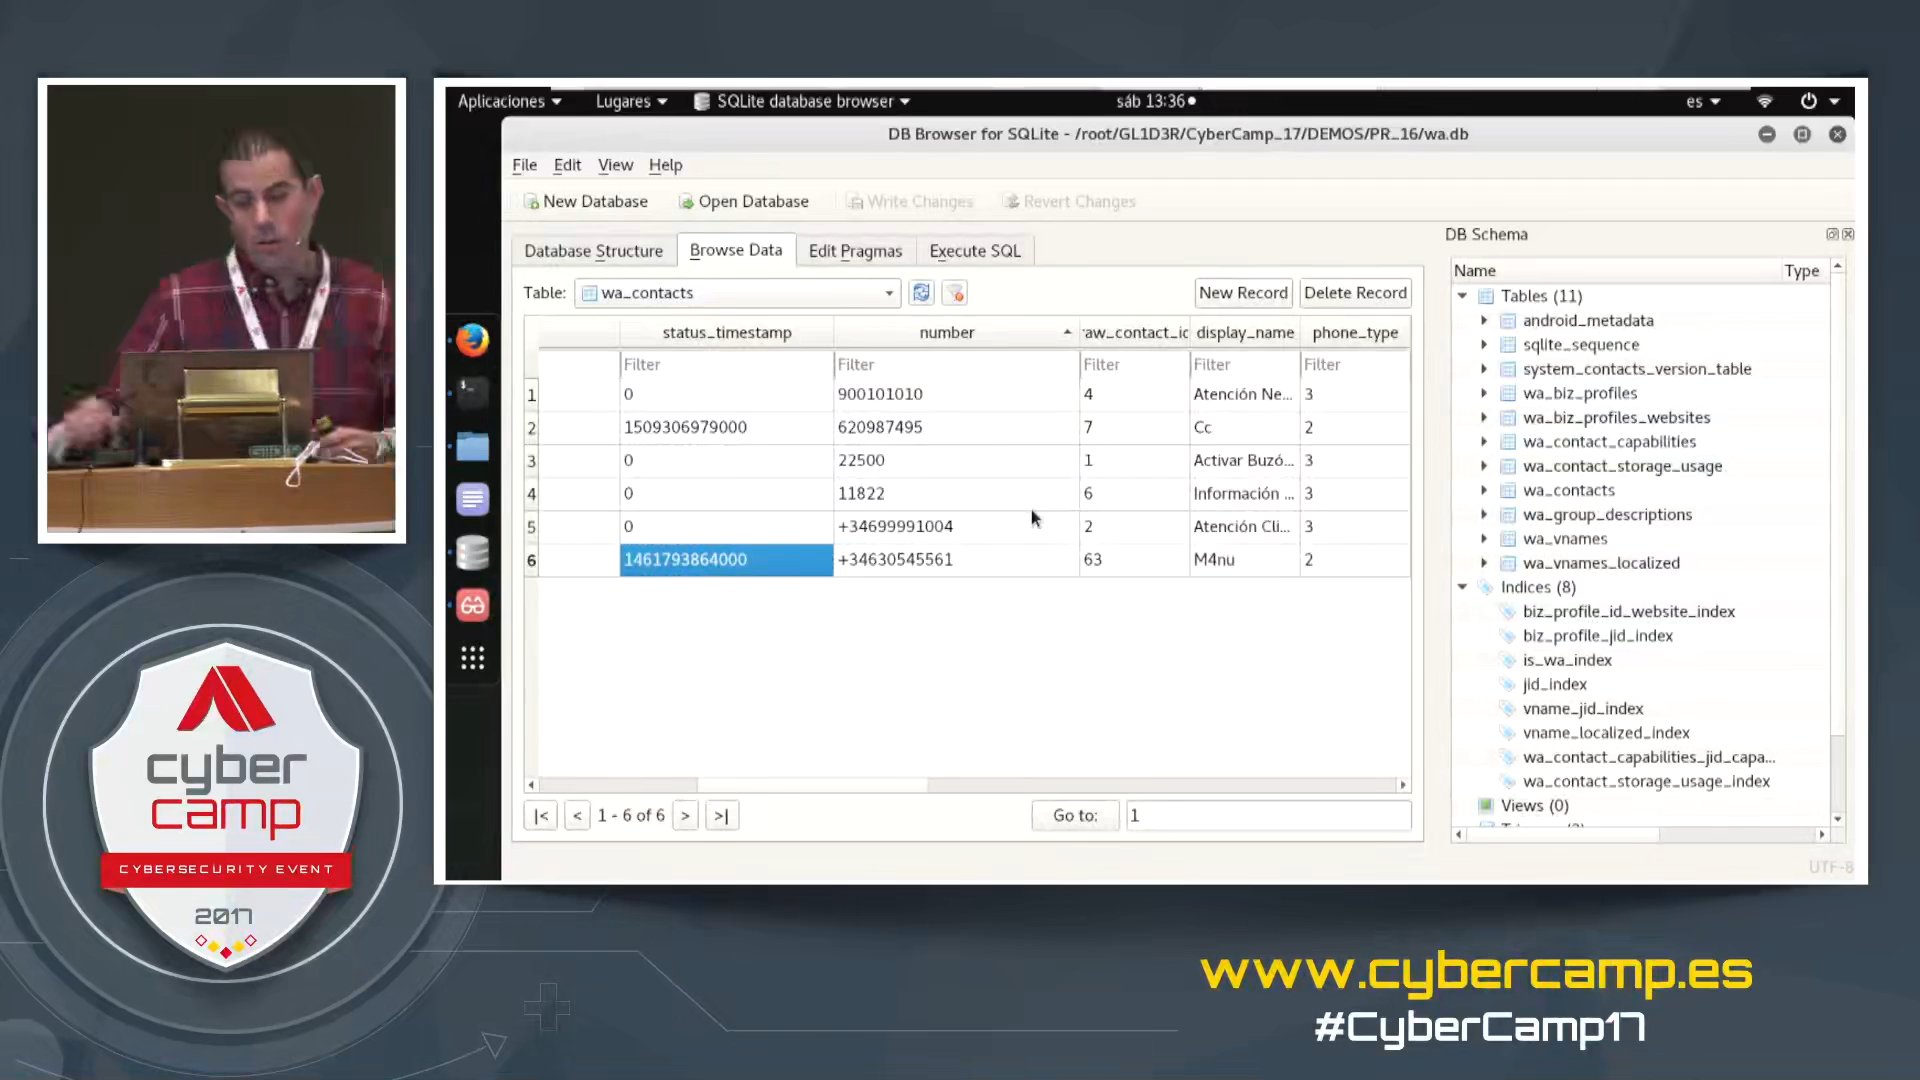 Aplicaciones
Lugares
SQLite database browser
sáb 13:36
es
DB Browser for SQLite - /root/GL1D3R/CyberCamp_17/DEMOS/PR_16/wa.db
File Edit View Help
New Database
Open Database
Write Changes
Revert Changes
Database Structure
Browse Data
Edit Pragmas
Execute SQL
Table: wa_contacts
New Record
Delete Record
status_timestamp number raw_contact_id display_name phone_type
Filter Filter Filter Filter Filter
1 0 900101010 4 Atención Ne... 3
2 1509306979000 620987495 7 Cc 2
3 0 22500 1 Activar Buzó... 3
4 0 11822 6 Información ... 3
5 0 +34699991004 2 Atención Cli... 3
6 1461793864000 +34630545561 63 M4nu 2
|< < 1 - 6 of 6 > >|
Go to: 1
DB Schema
Name Type
Tables (11)
android_metadata
sqlite_sequence
system_contacts_version_table
wa_biz_profiles
wa_biz_profiles_websites
wa_contact_capabilities
wa_contact_storage_usage
wa_contacts
wa_group_descriptions
wa_vnames
wa_vnames_localized
Indices (8)
biz_profile_id_website_index
biz_profile_jid_index
is_wa_index
jid_index
vname_jid_index
vname_localized_index
wa_contact_capabilities_jid_capa...
wa_contact_storage_usage_index
Views (0)
UTF-8
cyber
camp
CYBERSECURITY EVENT
2017
www.cybercamp.es
#CyberCamp17